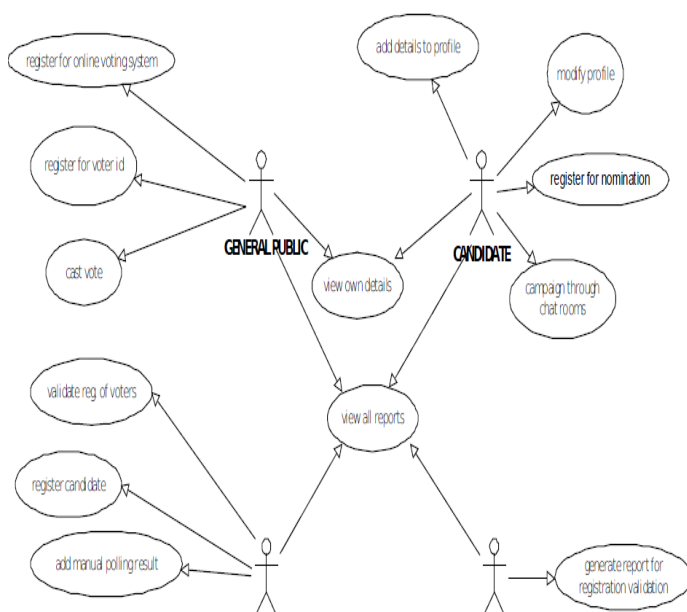 add details to profile
register for online voting system
modify profile
register for voter id
register for nomination
GENERAL PUBLIC
CANDIDATE
cast vote
view own details
campaign through
chat rooms
validate reg. of voters
view all reports
register candidate
add manual polling result
generate report for
registration validation